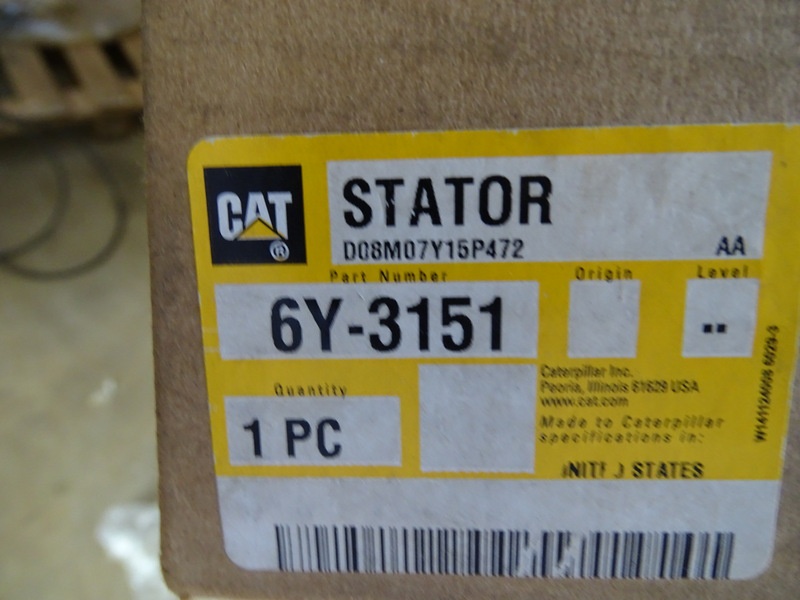 CAT
®
STATOR
D08M07Y15P472 AA
Part Number Origin Level
6Y-3151 --
Quantity
1 PC
Caterpillar Inc.
Peoria, Illinois 61629 USA
www.cat.com
Made to Caterpillar
specifications in:
STATES